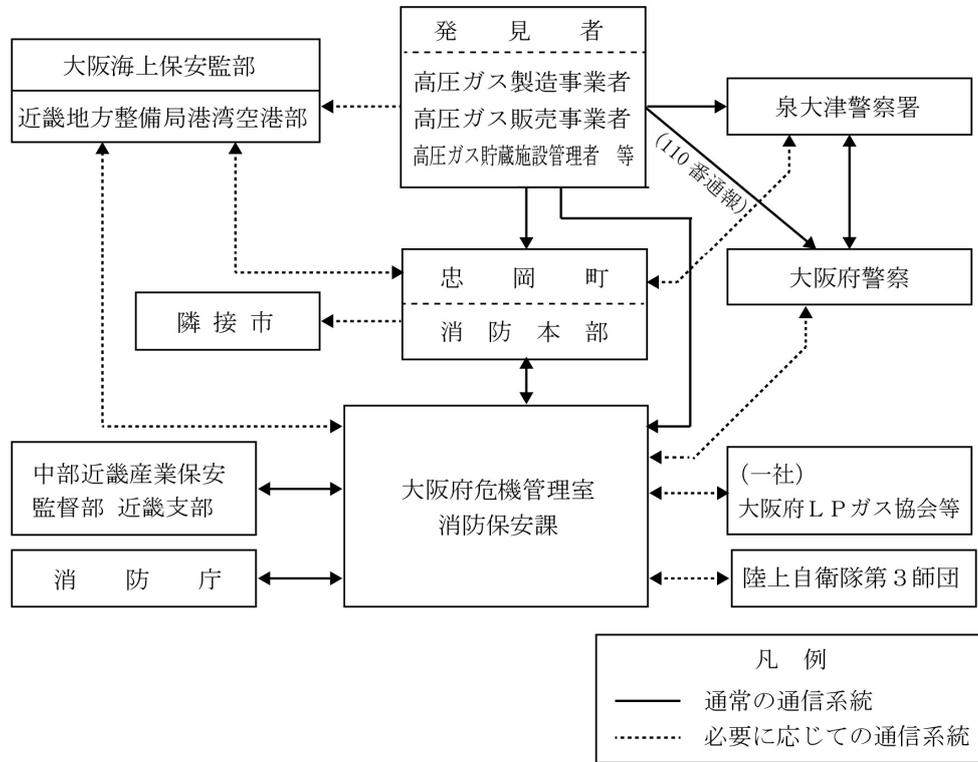 発見者
高圧ガス製造事業者
高圧ガス販売事業者
高圧ガス貯蔵施設管理者 等
大阪海上保安監部
近畿地方整備局港湾空港部
泉大津警察署
(110番通報)
大阪府警察
忠岡町
消防本部
隣接市
中部近畿産業保安
監督部 近畿支部
消防庁
大阪府危機管理室
消防保安課
(一社)
大阪府LPガス協会等
陸上自衛隊第3師団
凡例
通常の通信系統
必要に応じての通信系統